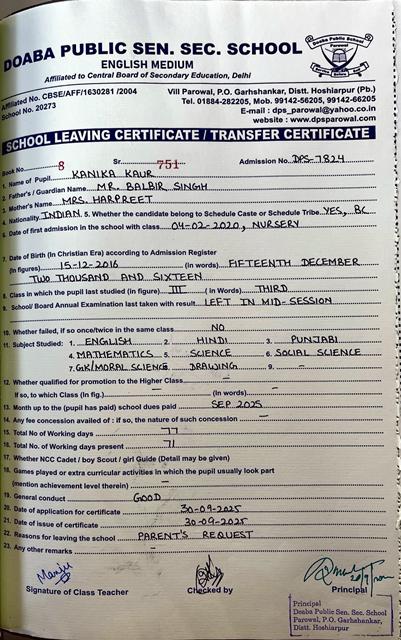 DOABA PUBLIC SEN. SEC. SCHOOL
ENGLISH MEDIUM
Affiliated to Central Board of Secondary Education, Delhi
Doaba Public School
Parowal
Affiliated No. CBSE/AFF/1630281 /2004
School No. 20273
Vill Parowal, P.O. Garhshankar, Distt. Hoshiarpur (Pb.)
Tel. 01884-282205, Mob. 99142-56205, 99142-66205
E-mail : dps_parowal@yahoo.co.in
website : www.dpsparowal.com
SCHOOL LEAVING CERTIFICATE / TRANSFER CERTIFICATE
Book No. 8 Sr. 751 Admission No. DPS-7824
1. Name of Pupil KANIKA KAUR
2. Father's / Guardian Name MR. BALBIR SINGH
3. Mother's Name MRS. HARPREET
4. Nationality INDIAN 5. Whether the candidate belong to Schedule Caste or Schedule Tribe YES, BC
6. Date of first admission in the school with class 04-02-2020, NURSERY
7. Date of Birth (In Christian Era) according to Admission Register
(In figures) 15-12-2016 (In words) FIFTEENTH DECEMBER
TWO THOUSAND AND SIXTEEN
8. Class in which the pupil last studied (In figure) III ( In Words) THIRD
9. School/ Board Annual Examination last taken with result LEFT IN MID-SESSION
10. Whether failed, if so once/twice in the same class NO
11. Subject Studied: 1. ENGLISH 2. HINDI 3. PUNJABI
4. MATHEMATICS 5. SCIENCE 6. SOCIAL SCIENCE
7. GK/MORAL SCIENCE DRAWING 9. -
12. Whether qualified for promotion to the Higher Class -
If so, to which Class (In fig.) - (In words) -
13. Month up to the (pupil has paid) school dues paid SEP 2025
14. Any fee concession availed of : if so, the nature of such concession -
15. Total No of Working days 77
16. Total No. of Working days present 71
17. Whether NCC Cadet / boy Scout / girl Guide (Detail may be given)
18. Games played or extra curricular activities in which the pupil usually look part
(mention achievement level therein) -
19. General conduct GOOD
20. Date of application for certificate 30-09-2025
21. Date of issue of certificate 30-09-2025
22. Reasons for leaving the school PARENT'S REQUEST
23. Any other remarks -
Manju
Signature of Class Teacher
Checked by
Principal
Principal
Doaba Public Sen. Sec. School
Parowal, P.O. Garhshankar,
Distt. Hoshiarpur